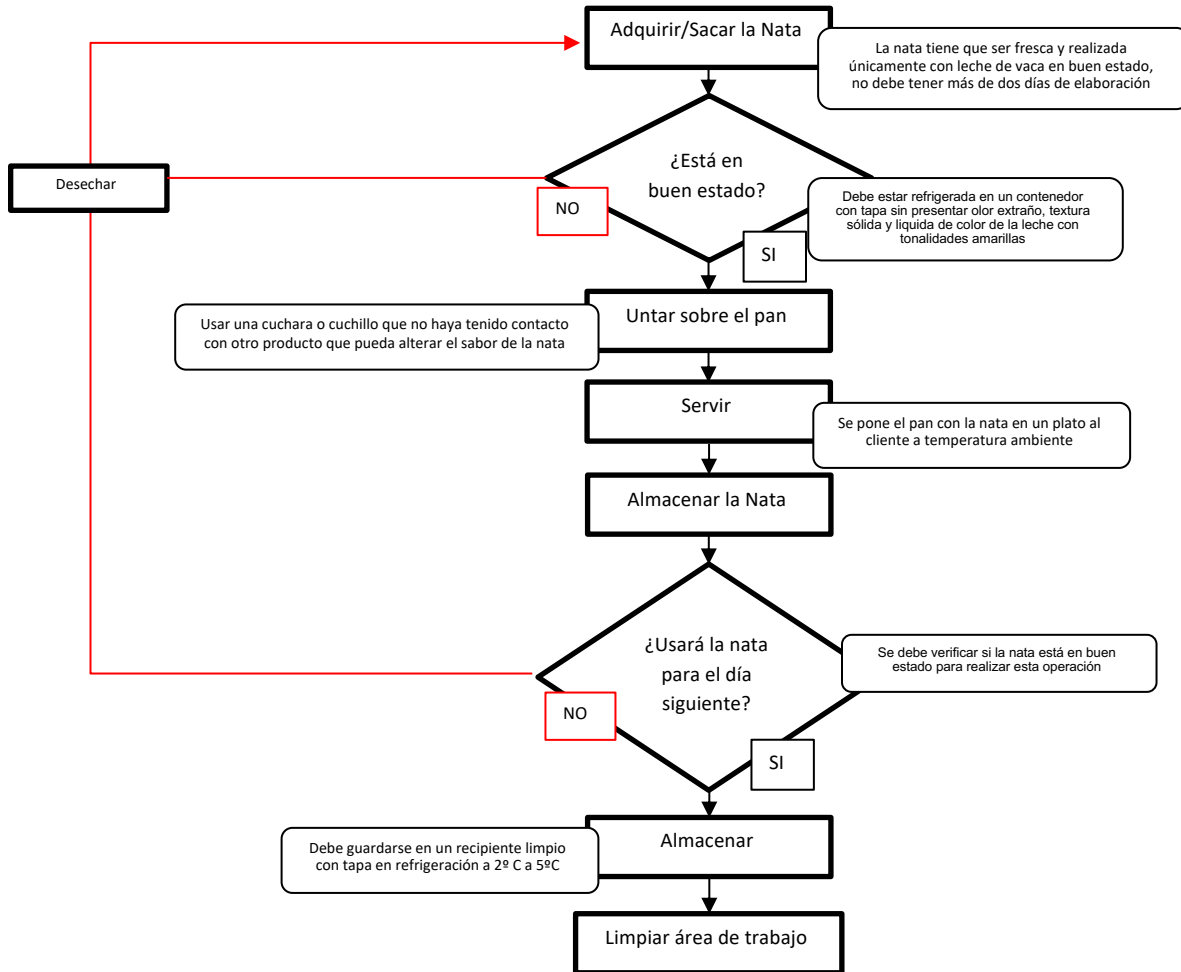 Adquirir/Sacar la Nata
La nata tiene que ser fresca y realizada
únicamente con leche de vaca en buen estado,
no debe tener más de dos días de elaboración
¿Está en
buen estado?
Desechar
NO
Debe estar refrigerada en un contenedor
con tapa sin presentar olor extraño, textura
sólida y liquida de color de la leche con
tonalidades amarillas
SI
Untar sobre el pan
Usar una cuchara o cuchillo que no haya tenido contacto
con otro producto que pueda alterar el sabor de la nata
Servir
Se pone el pan con la nata en un plato al
cliente a temperatura ambiente
Almacenar la Nata
¿Usará la nata
para el día
siguiente?
Se debe verificar si la nata está en buen
estado para realizar esta operación
NO
SI
Almacenar
Debe guardarse en un recipiente limpio
con tapa en refrigeración a 2º C a 5ºC
Limpiar área de trabajo